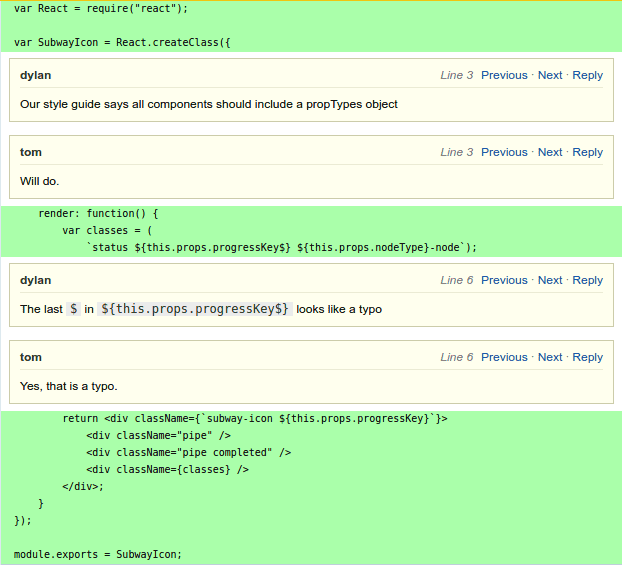 var React = require("react");
var SubwayIcon = React.createClass({
dylan Line 3 Previous · Next · Reply
Our style guide says all components should include a propTypes object
tom Line 3 Previous · Next · Reply
Will do.
render: function() {
var classes = (
`status ${this.props.progressKey$} ${this.props.nodeType}-node`);
dylan Line 6 Previous · Next · Reply
The last $ in ${this.props.progressKey$} looks like a typo
tom Line 6 Previous · Next · Reply
Yes, that is a typo.
return <div className={`subway-icon ${this.props.progressKey}`}>
<div className="pipe" />
<div className="pipe completed" />
<div className={classes} />
</div>;
}
});
module.exports = SubwayIcon;